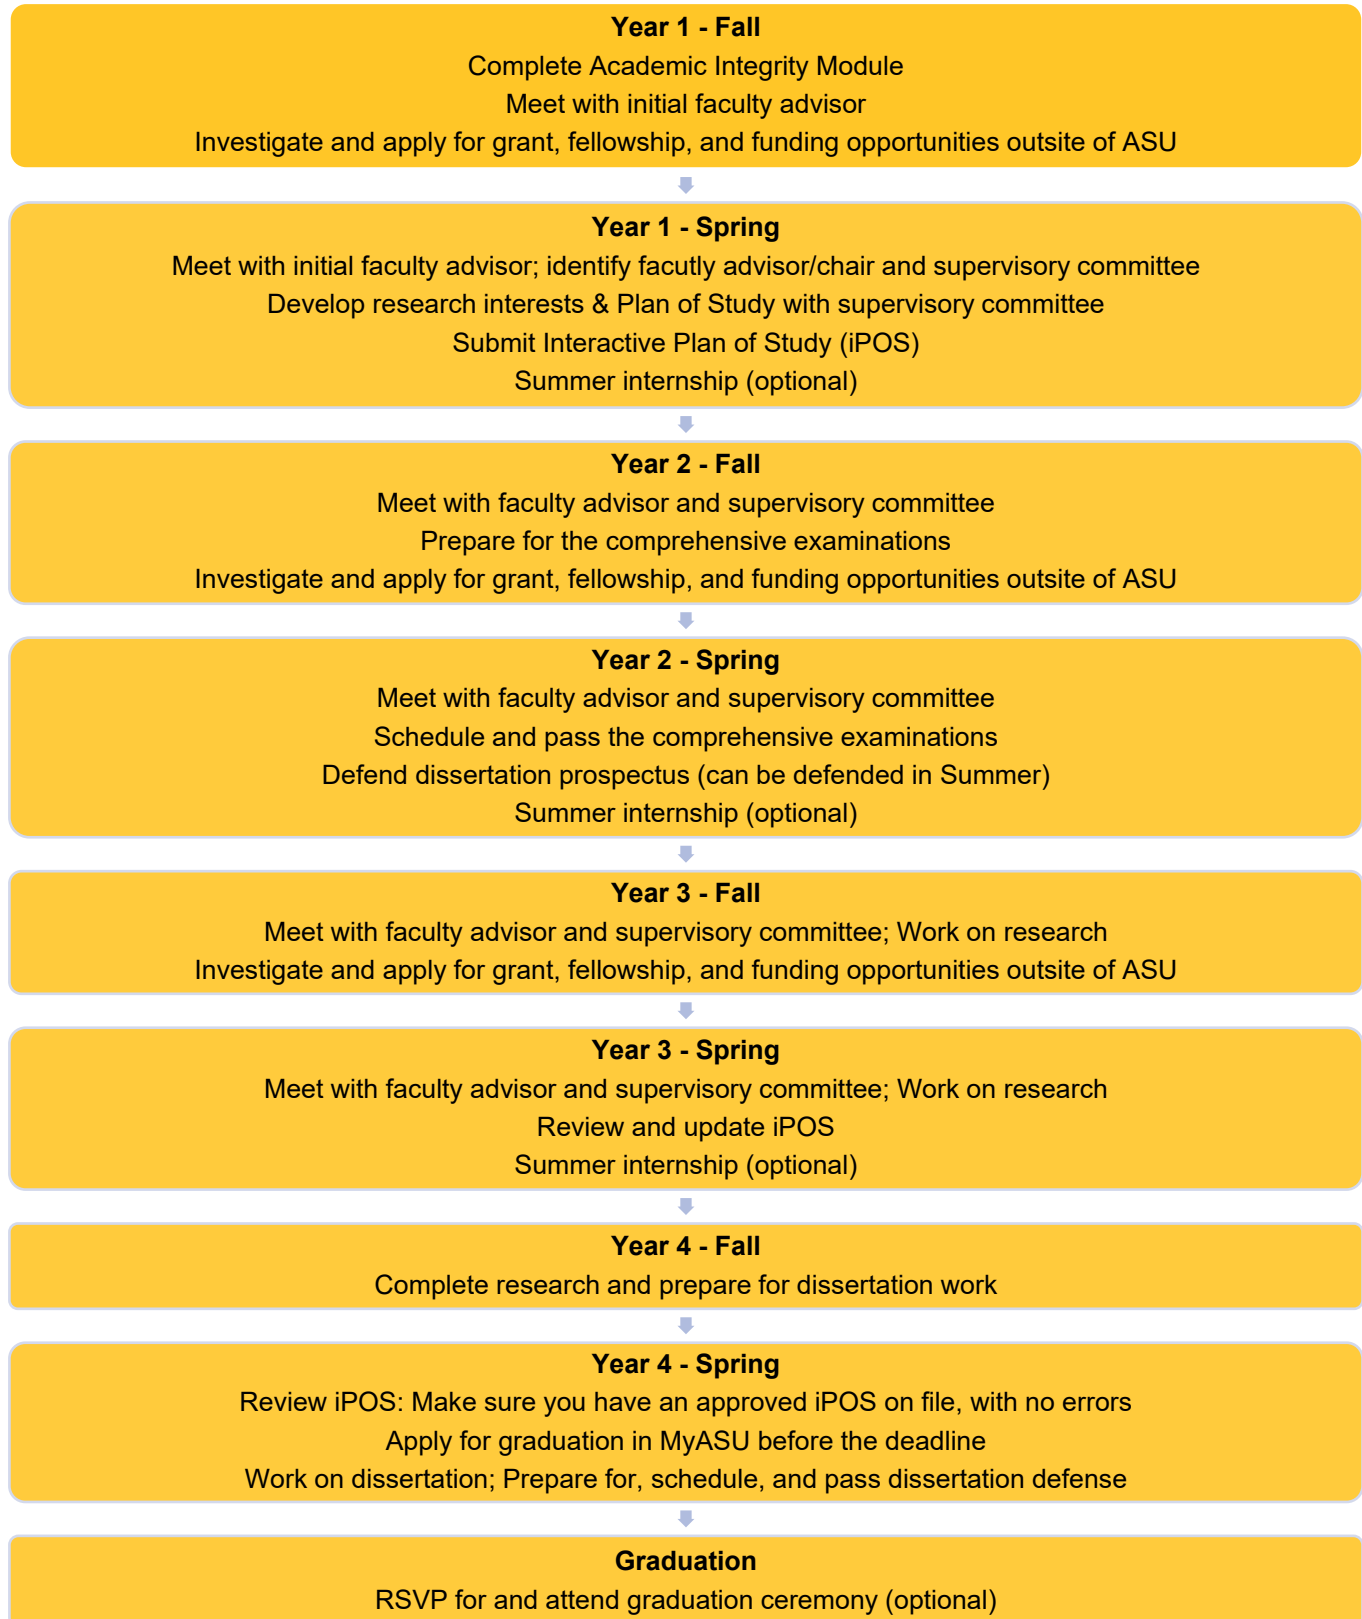 Year 1 - Fall
Complete Academic Integrity Module
Meet with initial faculty advisor
Investigate and apply for grant, fellowship, and funding opportunities outsite of ASU
Year 1 - Spring
Meet with initial faculty advisor; identify facutly advisor/chair and supervisory committee
Develop research interests & Plan of Study with supervisory committee
Submit Interactive Plan of Study (iPOS)
Summer internship (optional)
Year 2 - Fall
Meet with faculty advisor and supervisory committee
Prepare for the comprehensive examinations
Investigate and apply for grant, fellowship, and funding opportunities outsite of ASU
Year 2 - Spring
Meet with faculty advisor and supervisory committee
Schedule and pass the comprehensive examinations
Defend dissertation prospectus (can be defended in Summer)
Summer internship (optional)
Year 3 - Fall
Meet with faculty advisor and supervisory committee; Work on research
Investigate and apply for grant, fellowship, and funding opportunities outsite of ASU
Year 3 - Spring
Meet with faculty advisor and supervisory committee; Work on research
Review and update iPOS
Summer internship (optional)
Year 4 - Fall
Complete research and prepare for dissertation work
Year 4 - Spring
Review iPOS: Make sure you have an approved iPOS on file, with no errors
Apply for graduation in MyASU before the deadline
Work on dissertation; Prepare for, schedule, and pass dissertation defense
Graduation
RSVP for and attend graduation ceremony (optional)